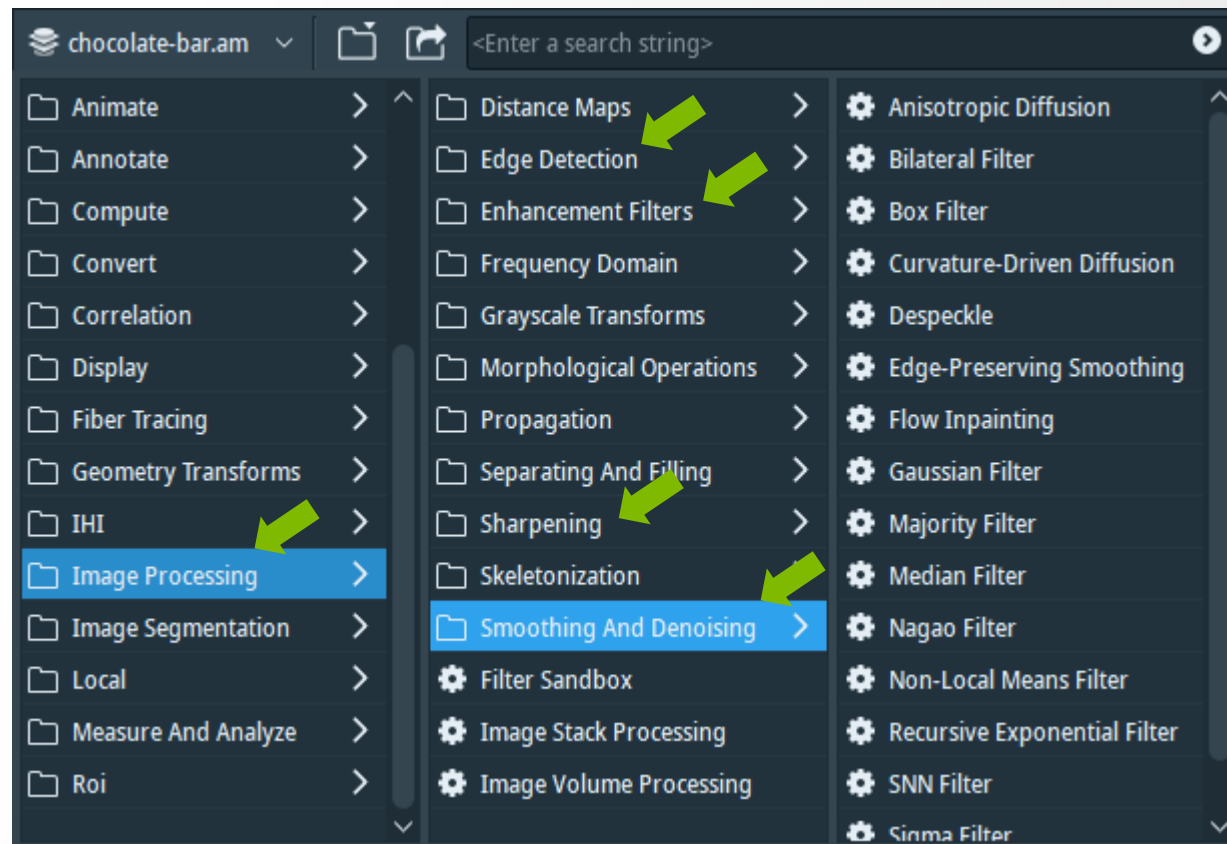 chocolate-bar.am
<Enter a search string>
Animate
Annotate
Compute
Convert
Correlation
Display
Fiber Tracing
Geometry Transforms
IHI
Image Processing
Image Segmentation
Local
Measure And Analyze
Roi
Distance Maps
Edge Detection
Enhancement Filters
Frequency Domain
Grayscale Transforms
Morphological Operations
Propagation
Separating And Filling
Sharpening
Skeletonization
Smoothing And Denoising
Filter Sandbox
Image Stack Processing
Image Volume Processing
Anisotropic Diffusion
Bilateral Filter
Box Filter
Curvature-Driven Diffusion
Despeckle
Edge-Preserving Smoothing
Flow Inpainting
Gaussian Filter
Majority Filter
Median Filter
Nagao Filter
Non-Local Means Filter
Recursive Exponential Filter
SNN Filter
Sigma Filter